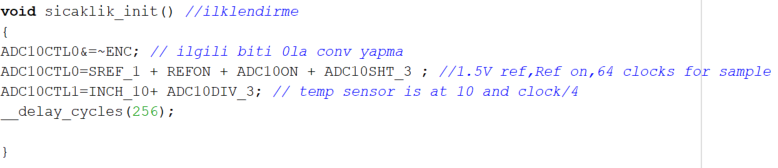 void sicaklik_init() //ilklendirme
{
ADC10CTL0&=~ENC; // ilgili biti 0la conv yapma
ADC10CTL0=SREF_1 + REFON + ADC10ON + ADC10SHT_3 ; //1.5V ref,Ref on,64 clocks for sample
ADC10CTL1=INCH_10+ ADC10DIV_3; // temp sensor is at 10 and clock/4
__delay_cycles(256);
}